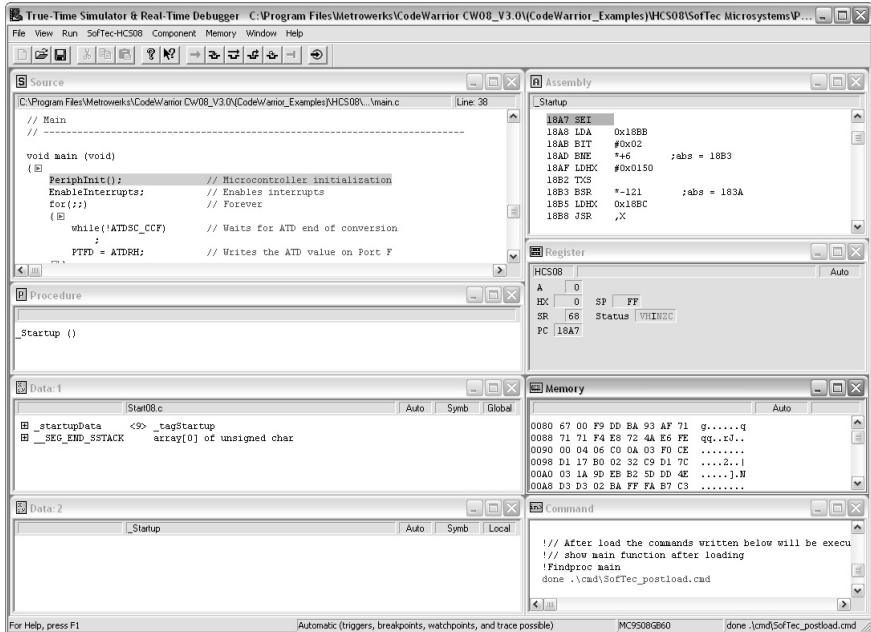 True-Time Simulator & Real-Time Debugger C:\Program Files\Metrowerks\CodeWarrior CW08_V3.0\(CodeWarrior_Examples)\HCS08\SofTec Microsystems\P...
File View Run SofTec-HCS08 Component Memory Window Help
Source
C:\Program Files\Metrowerks\CodeWarrior CW08_V3.0\(CodeWarrior_Examples)\HCS08\...\main.c Line: 38
// Main
// ---------------------------------------------------------------------------
void main (void)
{
PeriphInit(); // Microcontroller initialization
EnableInterrupts; // Enables interrupts
for(;;) // Forever
{
while(!ATDSC_CCF) // Waits for ATD end of conversion
;
PTFD = ATDRH; // Writes the ATD value on Port F
Assembly
_Startup
18A7 SEI
18A8 LDA 0x18BB
18AB BIT #0x02
18AD BNE *+6 ;abs = 18B3
18AF LDHX #0x0150
18B2 TXS
18B3 BSR *-121 ;abs = 183A
18B5 LDHX 0x18BC
18B8 JSR ,X
Register
HCS08 Auto
A 0
HX 0 SP FF
SR 68 Status VHINZC
PC 18A7
Procedure
_Startup ()
Data:1
Start08.c Auto Symb Global
_startupData <9> _tagStartup
__SEG_END_SSTACK array[0] of unsigned char
Memory
Auto
0080 67 00 F9 DD BA 93 AF 71 g......q
0088 71 71 F4 E8 72 4A E6 FE qq..rJ..
0090 00 04 06 C0 0A 03 F0 CE ........
0098 D1 17 B0 02 32 C9 D1 7C ....2..|
00A0 03 1A 9D EB B2 5D DD 4E .....].N
00A8 D3 D3 02 BA FF FA B7 C3 ........
Data:2
_Startup Auto Symb Local
Command
!// After load the commands written below will be execu
!// show main function after loading
!Findproc main
done .\cmd\SofTec_postload.cmd
For Help, press F1 Automatic (triggers, breakpoints, watchpoints, and trace possible) MC9S08GB60 done .\cmd\SofTec_postload.cmd